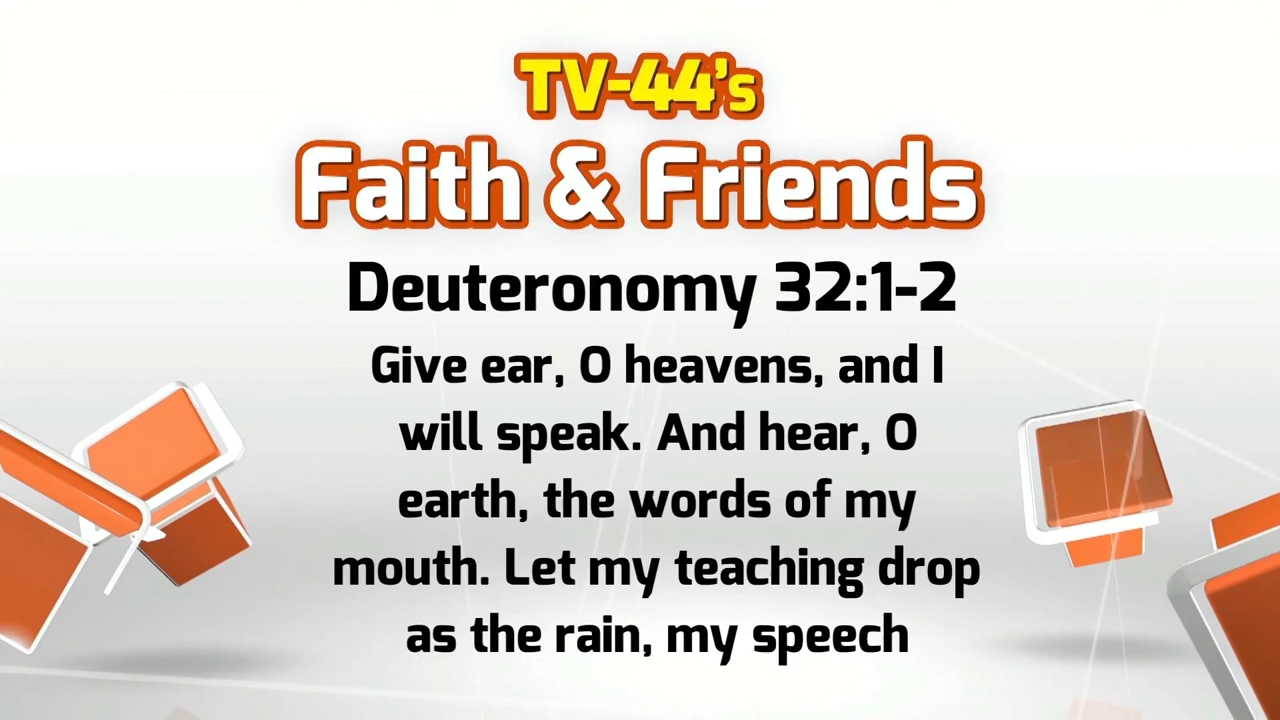 TV-44's
Faith & Friends
Deuteronomy 32:1-2
Give ear, O heavens, and I
will speak. And hear, O
earth, the words of my
mouth. Let my teaching drop
as the rain, my speech